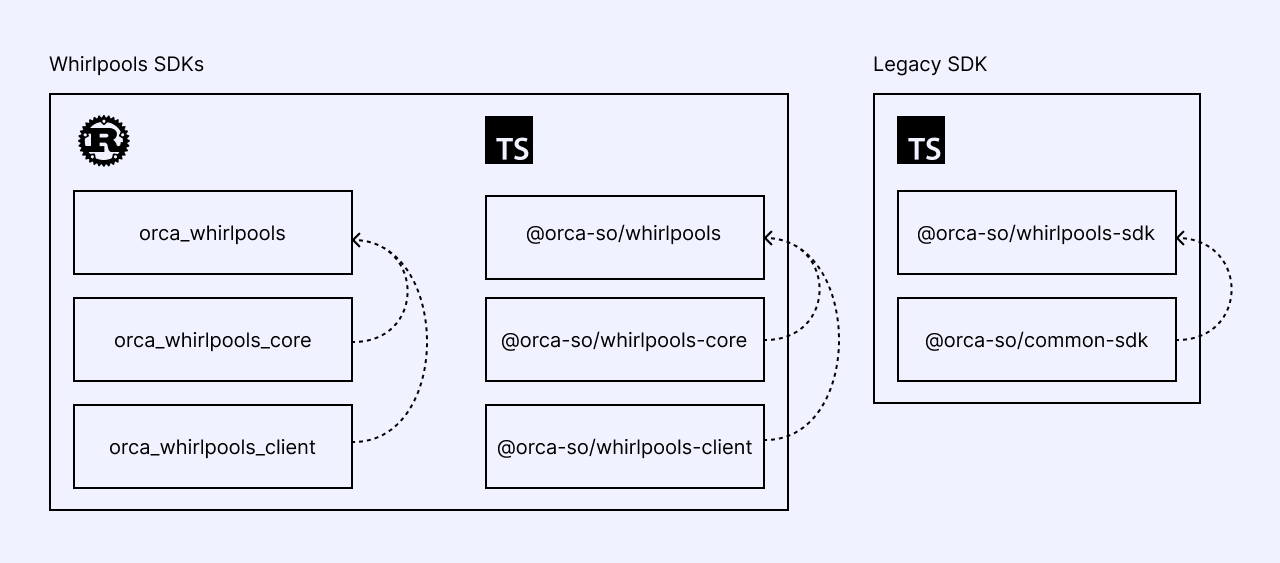 Whirlpools SDKs
R
TS
orca_whirlpools
@orca-so/whirlpools
orca_whirlpools_core
@orca-so/whirlpools-core
orca_whirlpools_client
@orca-so/whirlpools-client
Legacy SDK
TS
@orca-so/whirlpools-sdk
@orca-so/common-sdk